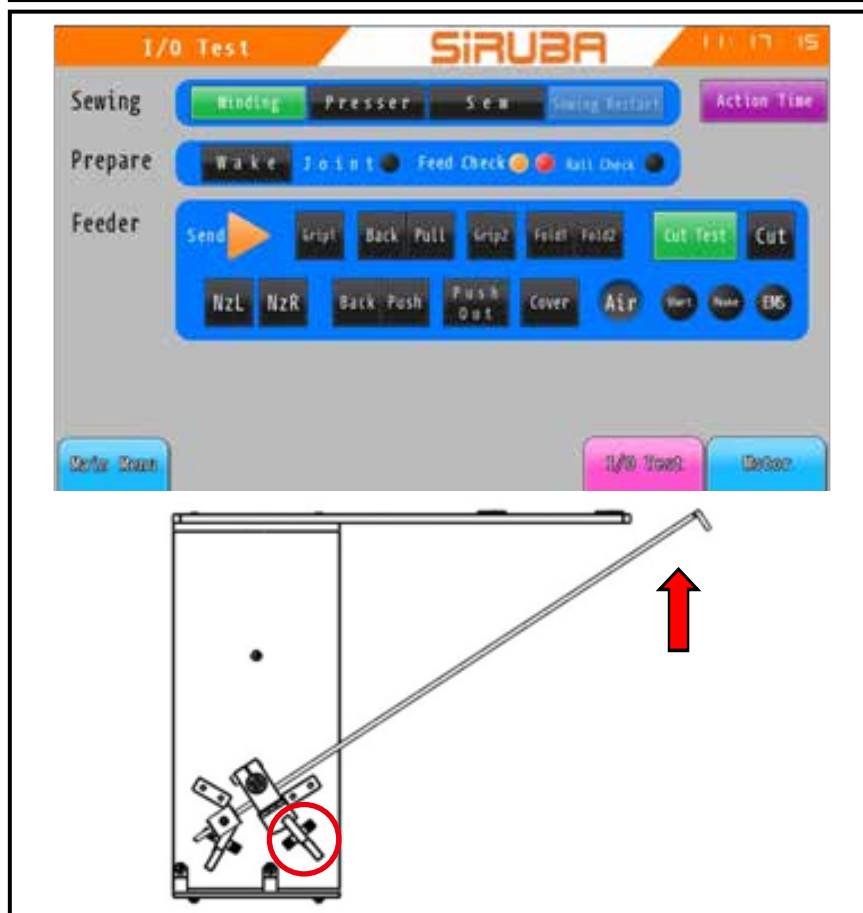 I/O Test SiRUBA 11 17 15
Sewing Winding Presser Sew Sewing Restart Action Time
Prepare Wake Joint Feed Check Rail Check
Feeder Send Grip1 Back Pull Grip2 Fold1 Fold2 Cut Test Cut
NzL NzR Back Push Push Out Cover Air Start Make EMS
Main Menu I/O Test Motor